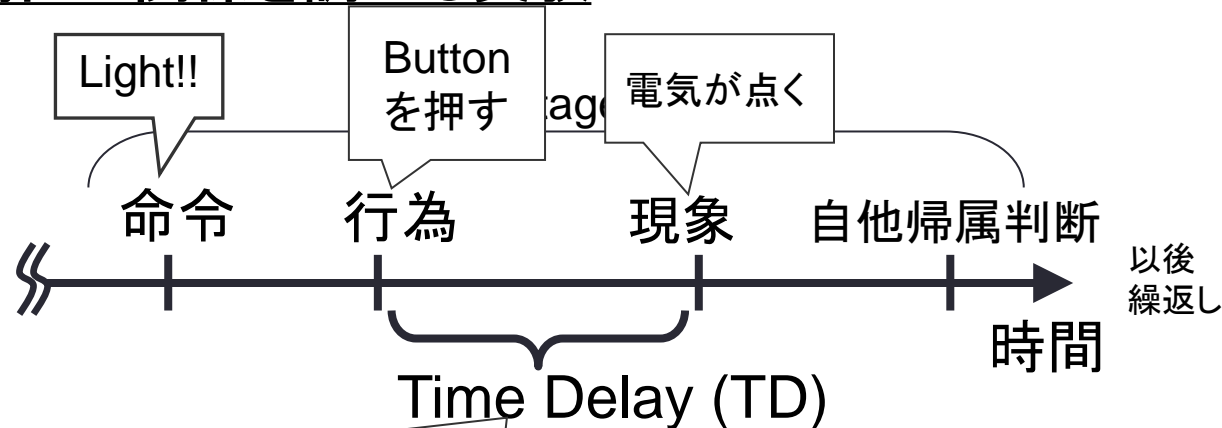 Light!!
Button
を押す
電気が点く
tage
命令
行為
現象
自他帰属判断
以後
繰返し
時間
Time Delay (TD)